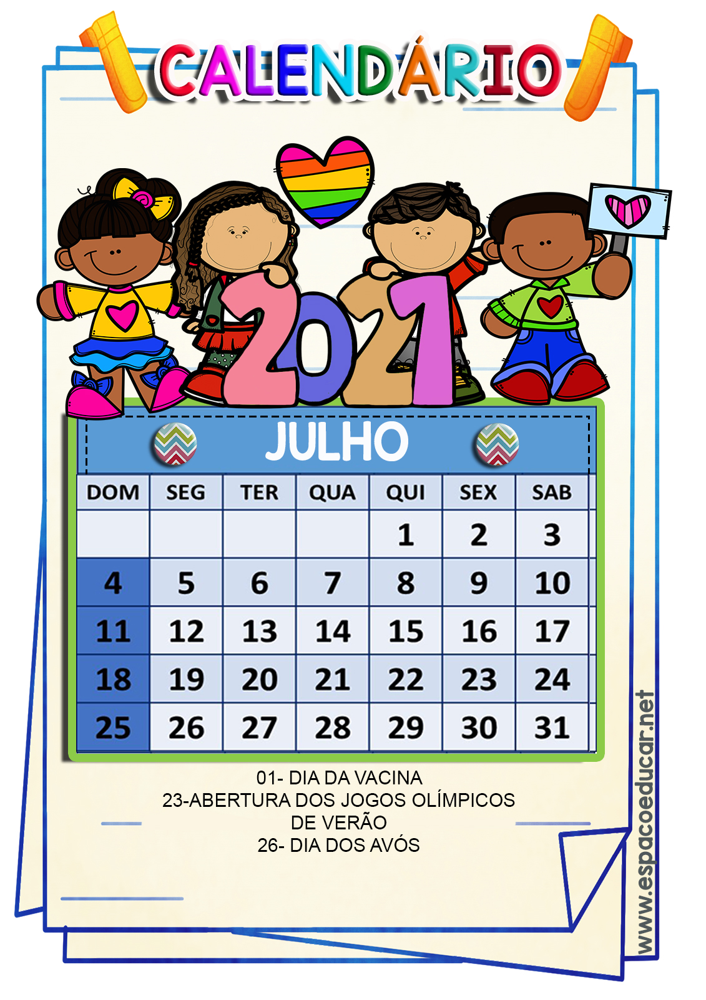 CALENDÁRIO
2021
JULHO
DOM SEG TER QUA QUI SEX SAB
1 2 3
4 5 6 7 8 9 10
11 12 13 14 15 16 17
18 19 20 21 22 23 24
25 26 27 28 29 30 31
01- DIA DA VACINA
23-ABERTURA DOS JOGOS OLÍMPICOS
DE VERÃO
26- DIA DOS AVÓS
www.espacoeducar.net